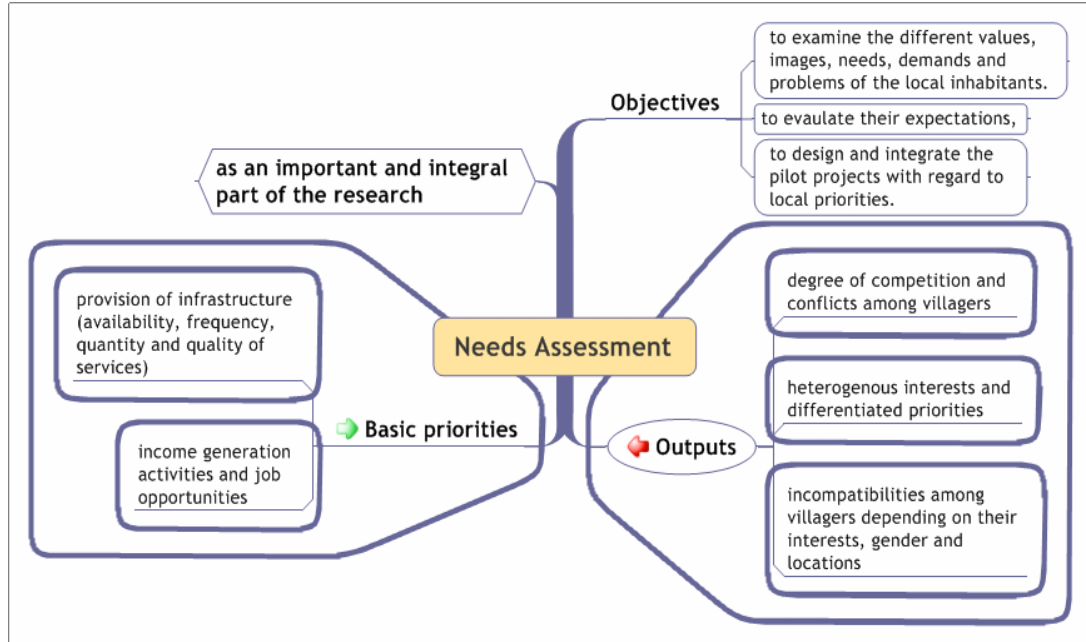 Needs Assessment
Objectives
to examine the different values,
images, needs, demands and
problems of the local inhabitants.
to evaulate their expectations,
to design and integrate the
pilot projects with regard to
local priorities.
as an important and integral
part of the research
Basic priorities
provision of infrastructure
(availability, frequency,
quantity and quality of
services)
income generation
activities and job
opportunities
Outputs
degree of competition and
conflicts among villagers
heterogenous interests and
differentiated priorities
incompatibilities among
villagers depending on their
interests, gender and
locations